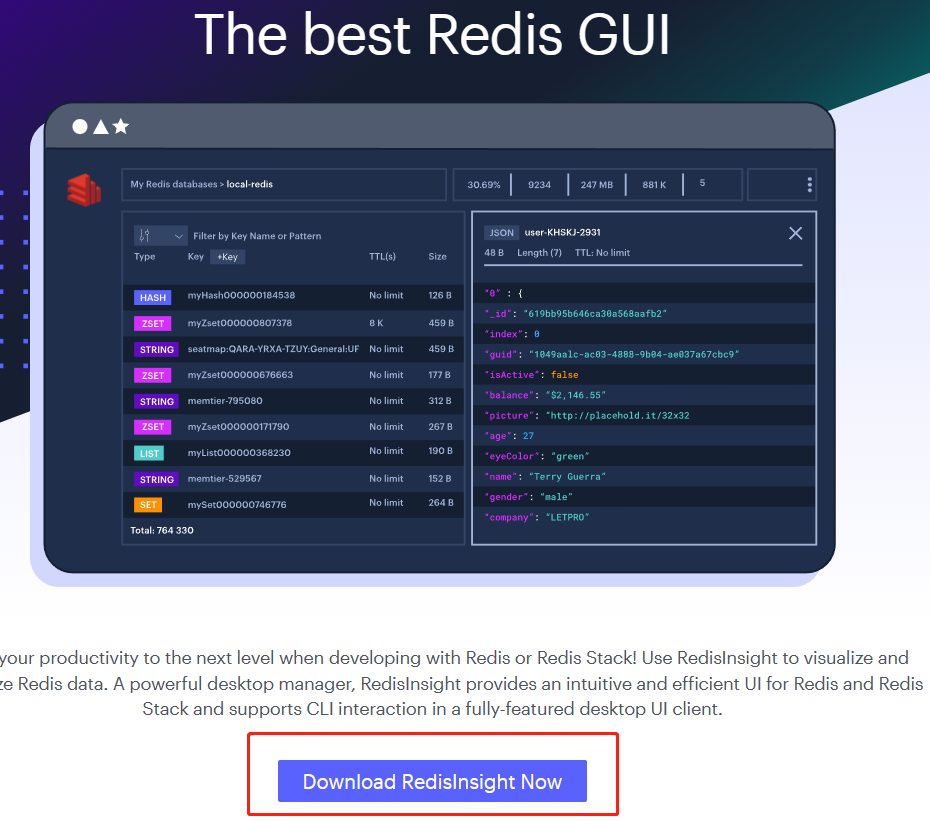 The best Redis GUI
My Redis databases > local-redis
30.69% 9234 247 MB 881 K 5
Filter by Key Name or Pattern
Type Key +Key TTL(s) Size
HASH myHash000000184538 No limit 126 B
ZSET myZset000000807378 8 K 459 B
STRING seatmap:QARA-YRXA-TZUY:General:UF No limit 459 B
ZSET myZset000000676663 No limit 177 B
STRING memtier-795080 No limit 312 B
ZSET myZset000000171790 No limit 267 B
LIST myList000000368230 No limit 190 B
STRING memtier-529567 No limit 152 B
SET mySet000000746776 No limit 264 B
Total: 764 330
JSON user-KHSKJ-2931
48 B Length (7) TTL: No limit
"0" : {
"_id": "619bb95b646ca30a568aafb2"
"index": 0
"guid": "1049aalc-ac03-4888-9b04-ae037a67cbc9"
"isActive": false
"balance": "$2,146.55"
"picture": "http://placehold.it/32x32
"age": 27
"eyeColor": "green"
"name": "Terry Guerra"
"gender": "male"
"company": "LETPRO"
your productivity to the next level when developing with Redis or Redis Stack! Use RedisInsight to visualize and
ze Redis data. A powerful desktop manager, RedisInsight provides an intuitive and efficient UI for Redis and Redis
Stack and supports CLI interaction in a fully-featured desktop UI client.
Download RedisInsight Now